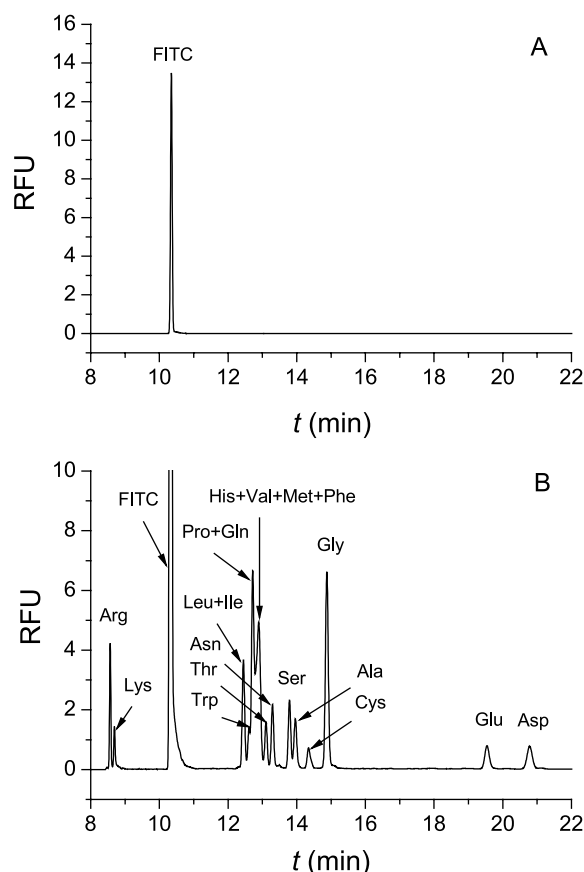 A
FITC
RFU
16
14
12
10
8
6
4
2
0
8 10 12 14 16 18 20 22
t (min)
B
His+Val+Met+Phe
FITC
Pro+Gln
Gly
Leu+Ile
Arg
Asn
Thr
Ser
Ala
Lys
Trp
Cys
Glu Asp
RFU
10
8
6
4
2
0
8 10 12 14 16 18 20 22
t (min)